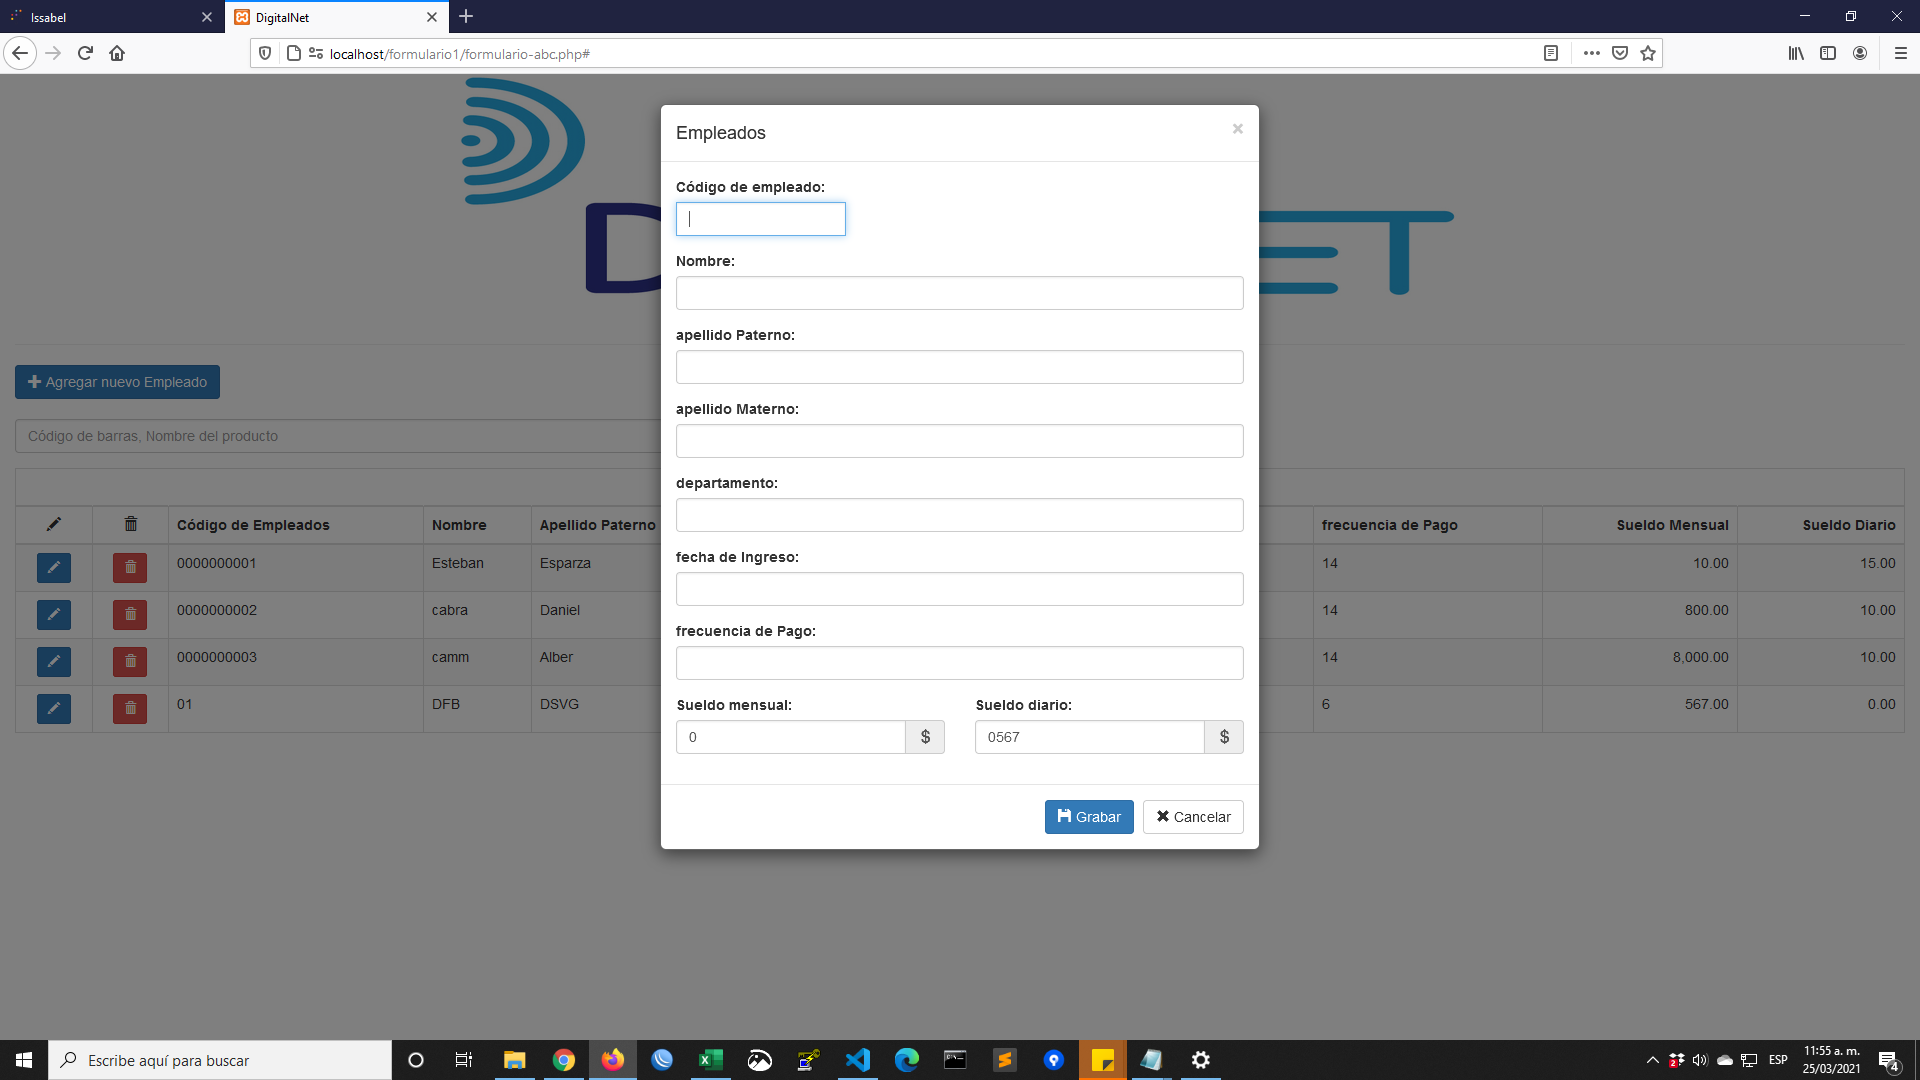 Issabel
DigitalNet
localhost/formulario1/formulario-abc.php#
D ET
Empleados
×
Código de empleado:
Nombre:
apellido Paterno:
apellido Materno:
departamento:
fecha de Ingreso:
frecuencia de Pago:
Sueldo mensual: Sueldo diario:
0 $ 0567 $
Grabar Cancelar
Agregar nuevo Empleado
Código de barras, Nombre del producto
Código de Empleados Nombre Apellido Paterno frecuencia de Pago Sueldo Mensual Sueldo Diario
0000000001 Esteban Esparza 14 10.00 15.00
0000000002 cabra Daniel 14 800.00 10.00
0000000003 camm Alber 14 8,000.00 10.00
01 DFB DSVG 6 567.00 0.00
Escribe aquí para buscar
ESP
11:55 a. m.
25/03/2021
4